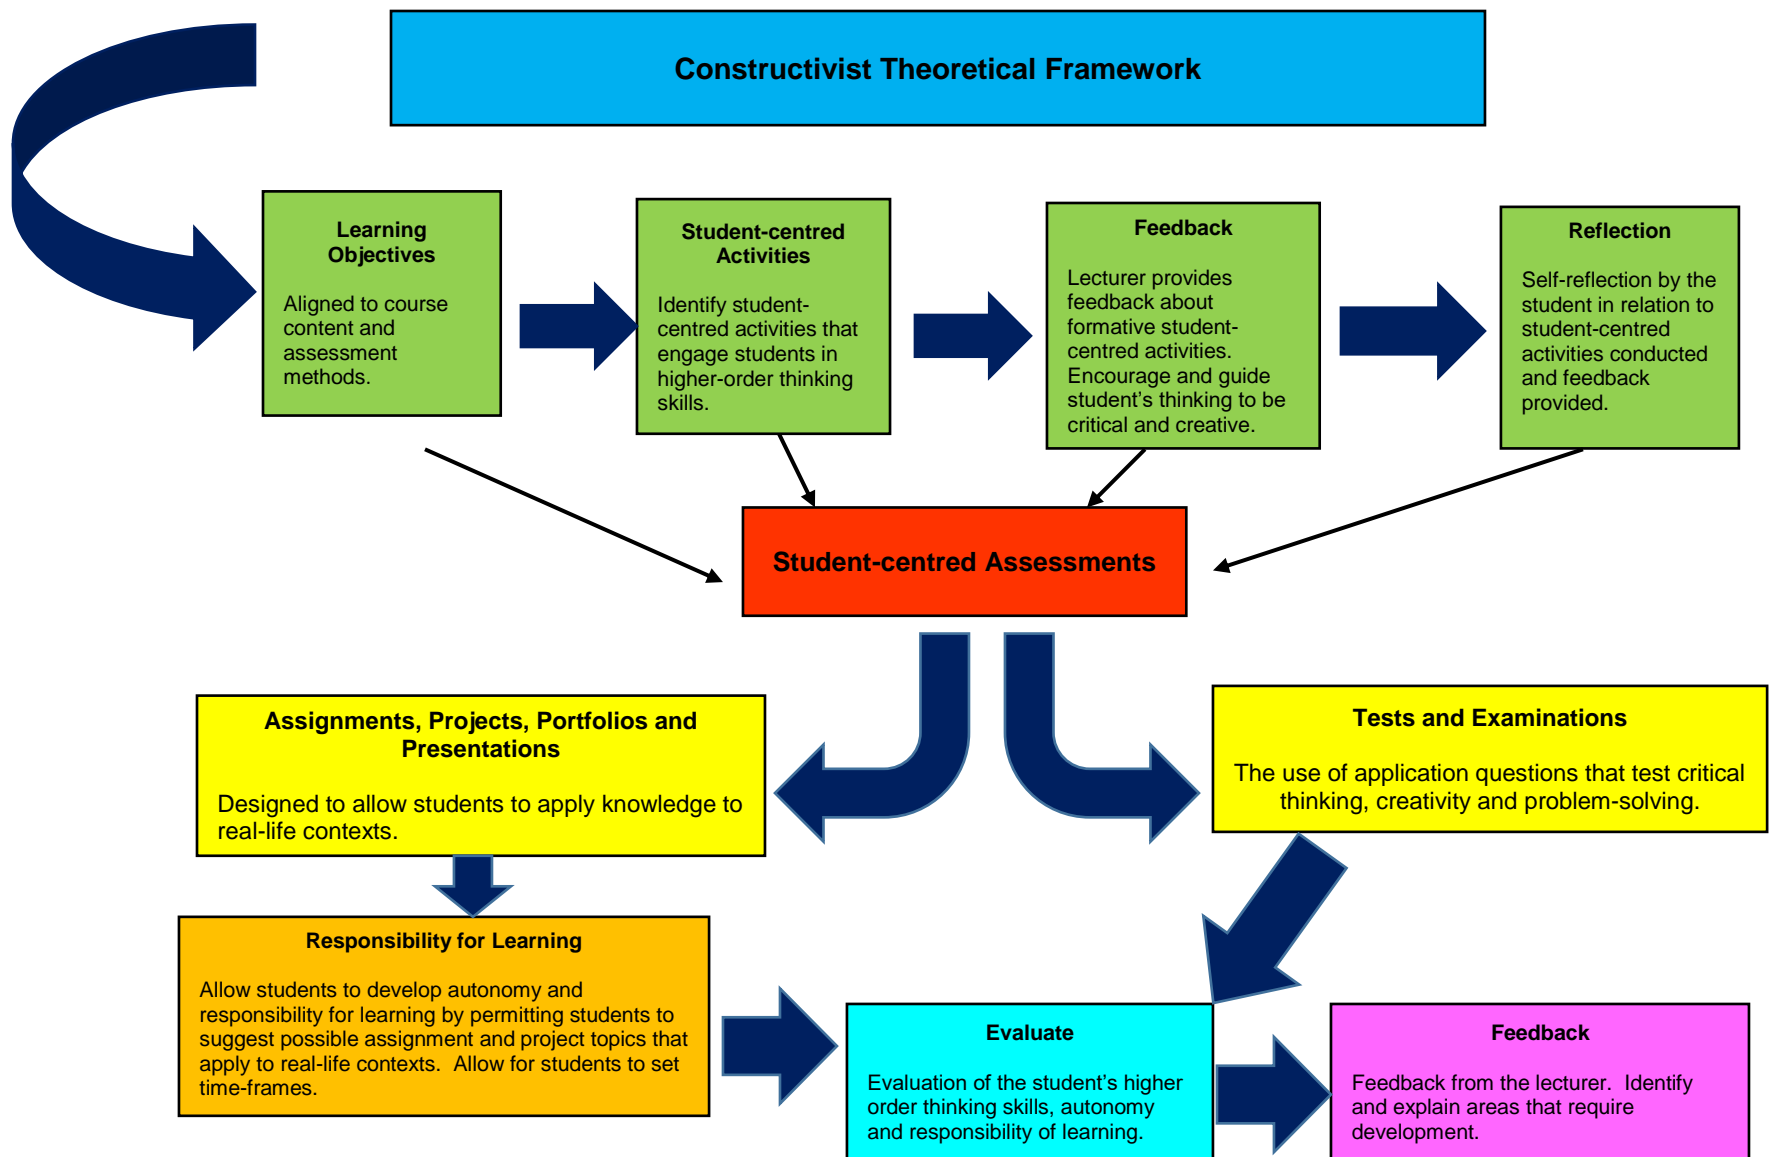 Constructivist Theoretical Framework
Learning
Objectives
Aligned to course
content and
assessment
methods.
Student-centred
Activities
Identify student-
centred activities that
engage students in
higher-order thinking
skills.
Feedback
Lecturer provides
feedback about
formative student-
centred activities.
Encourage and guide
student’s thinking to be
critical and creative.
Reflection
Self-reflection by the
student in relation to
student-centred
activities conducted
and feedback
provided.
Student-centred Assessments
Assignments, Projects, Portfolios and
Presentations
Designed to allow students to apply knowledge to
real-life contexts.
Tests and Examinations
The use of application questions that test critical
thinking, creativity and problem-solving.
Responsibility for Learning
Allow students to develop autonomy and
responsibility for learning by permitting students to
suggest possible assignment and project topics that
apply to real-life contexts.  Allow for students to set
time-frames.
Evaluate
Evaluation of the student’s higher
order thinking skills, autonomy
and responsibility of learning.
Feedback
Feedback from the lecturer.  Identify
and explain areas that require
development.